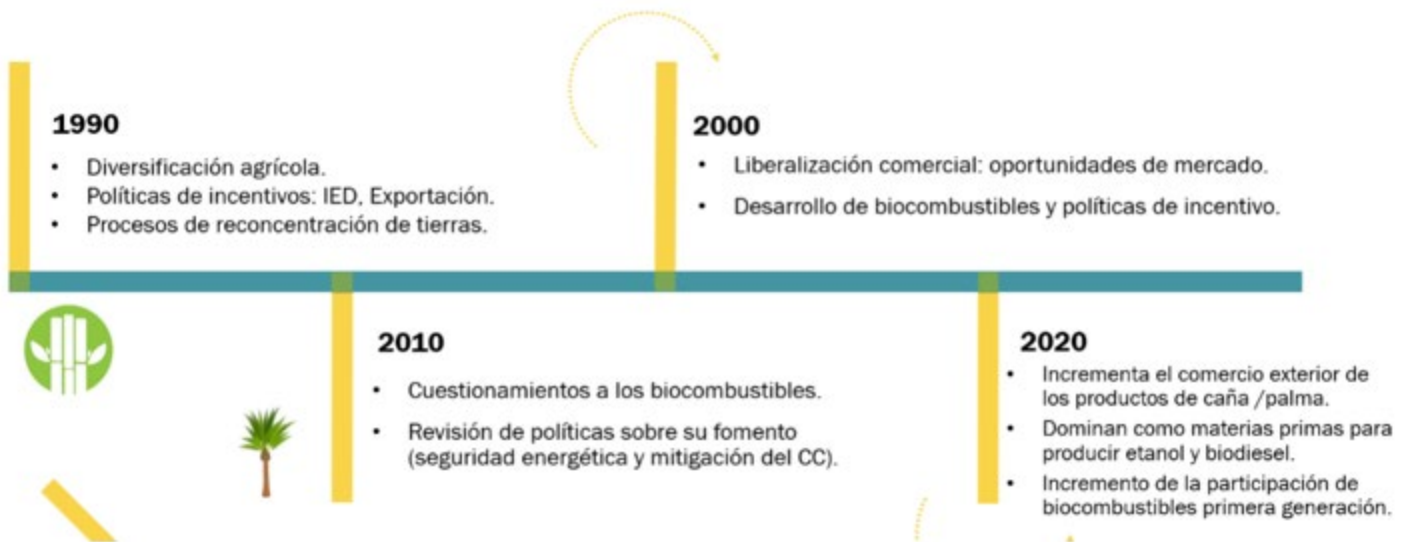 1990
• Diversificación agrícola.
• Políticas de incentivos: IED, Exportación.
• Procesos de reconcentración de tierras.
2000
• Liberalización comercial: oportunidades de mercado.
• Desarrollo de biocombustibles y políticas de incentivo.
2010
• Cuestionamientos a los biocombustibles.
• Revisión de políticas sobre su fomento
(seguridad energética y mitigación del CC).
2020
• Incrementa el comercio exterior de
los productos de caña /palma.
• Dominan como materias primas para
producir etanol y biodiesel.
• Incremento de la participación de
biocombustibles primera generación.